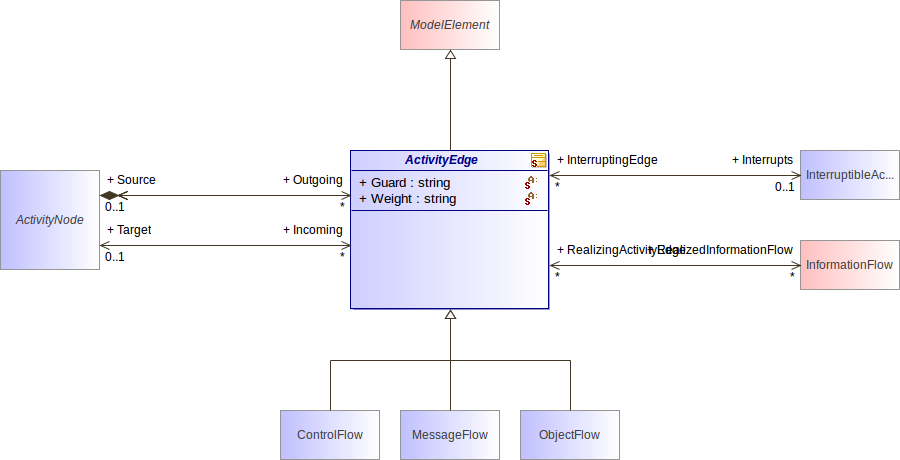 ModelElement
ActivityEdge
+ Guard : string
+ Weight : string
ActivityNode
+ Source
+ Outgoing
0..1
*
+ Target
+ Incoming
0..1
*
+ InterruptingEdge
+ Interrupts
*
0..1
InterruptibleAc...
+ RealizingActivityEdge
+ RealizedInformationFlow
*
*
InformationFlow
ControlFlow
MessageFlow
ObjectFlow